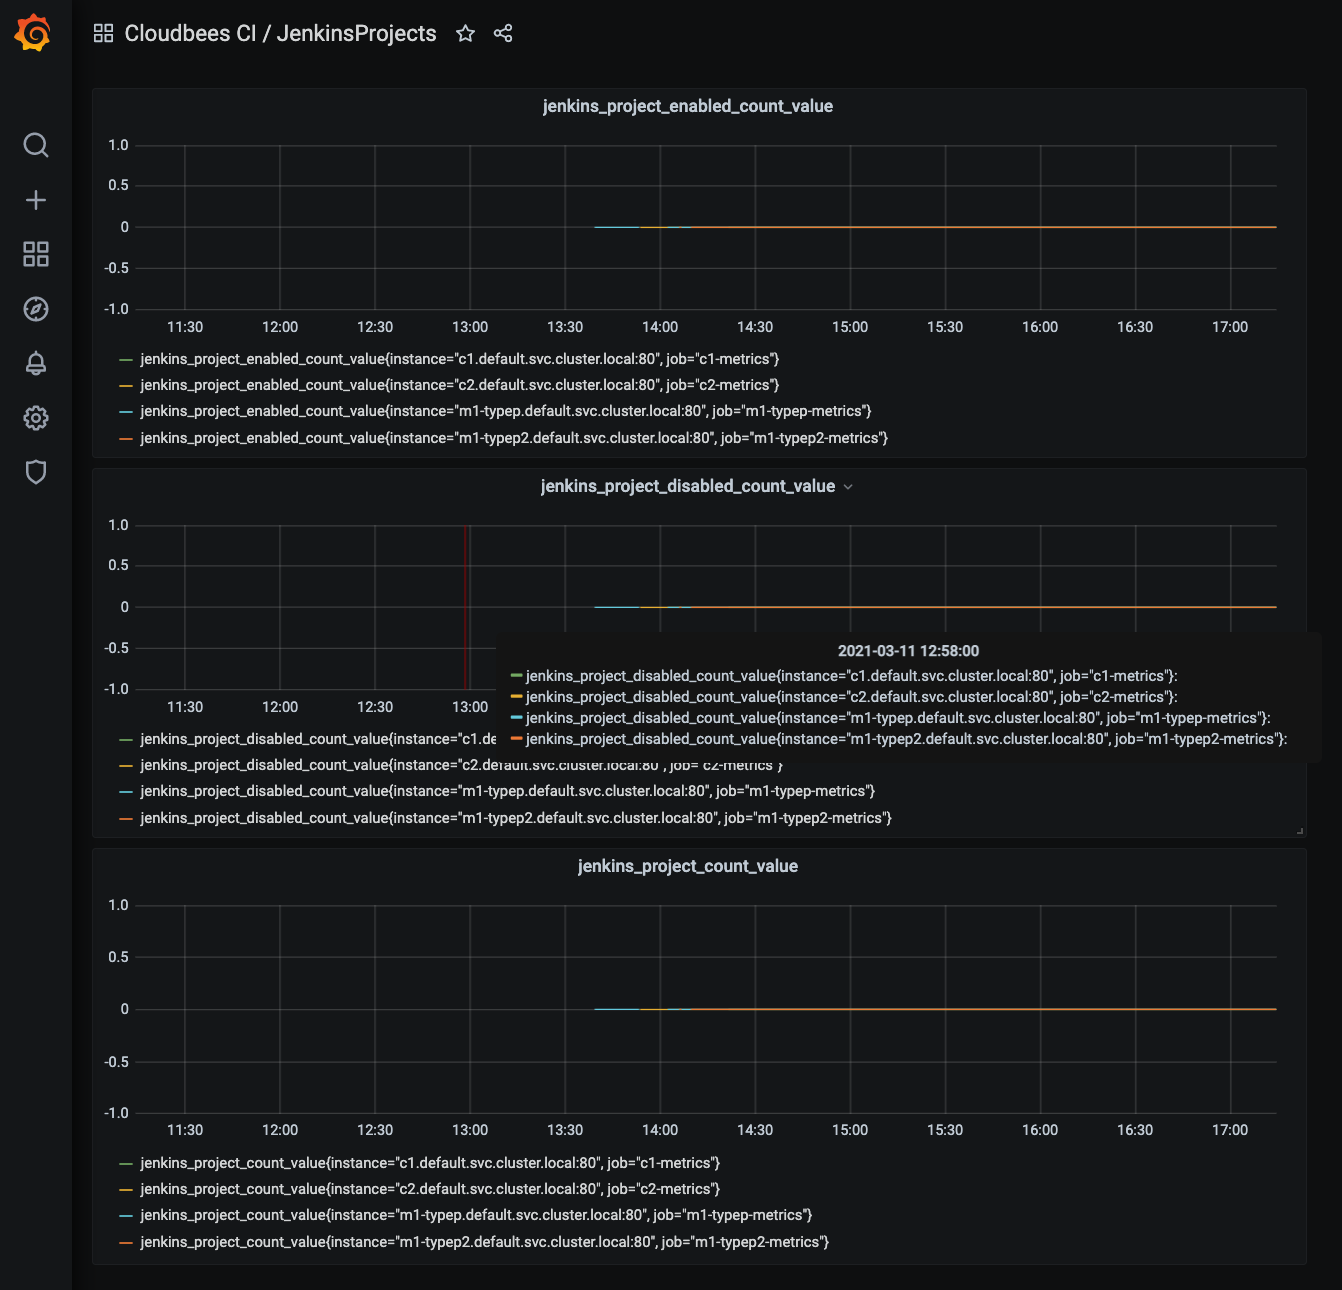 Cloudbees CI / JenkinsProjects
jenkins_project_enabled_count_value
1.0
0.5
0
-0.5
-1.0
11:30 12:00 12:30 13:00 13:30 14:00 14:30 15:00 15:30 16:00 16:30 17:00
jenkins_project_enabled_count_value{instance="c1.default.svc.cluster.local:80", job="c1-metrics"}
jenkins_project_enabled_count_value{instance="c2.default.svc.cluster.local:80", job="c2-metrics"}
jenkins_project_enabled_count_value{instance="m1-typep.default.svc.cluster.local:80", job="m1-typep-metrics"}
jenkins_project_enabled_count_value{instance="m1-typep2.default.svc.cluster.local:80", job="m1-typep2-metrics"}
jenkins_project_disabled_count_value
1.0
0.5
0
-0.5
-1.0
11:30 12:00 12:30 13:00
2021-03-11 12:58:00
jenkins_project_disabled_count_value{instance="c1.default.svc.cluster.local:80", job="c1-metrics"}:
jenkins_project_disabled_count_value{instance="c2.default.svc.cluster.local:80", job="c2-metrics"}:
jenkins_project_disabled_count_value{instance="m1-typep.default.svc.cluster.local:80", job="m1-typep-metrics"}:
jenkins_project_disabled_count_value{instance="m1-typep2.default.svc.cluster.local:80", job="m1-typep2-metrics"}:
jenkins_project_disabled_count_value{instance="c1.de
jenkins_project_disabled_count_value{instance="c2.default.svc.cluster.local:80", job="c2-metrics"}
jenkins_project_disabled_count_value{instance="m1-typep.default.svc.cluster.local:80", job="m1-typep-metrics"}
jenkins_project_disabled_count_value{instance="m1-typep2.default.svc.cluster.local:80", job="m1-typep2-metrics"}
jenkins_project_count_value
1.0
0.5
0
-0.5
-1.0
11:30 12:00 12:30 13:00 13:30 14:00 14:30 15:00 15:30 16:00 16:30 17:00
jenkins_project_count_value{instance="c1.default.svc.cluster.local:80", job="c1-metrics"}
jenkins_project_count_value{instance="c2.default.svc.cluster.local:80", job="c2-metrics"}
jenkins_project_count_value{instance="m1-typep.default.svc.cluster.local:80", job="m1-typep-metrics"}
jenkins_project_count_value{instance="m1-typep2.default.svc.cluster.local:80", job="m1-typep2-metrics"}